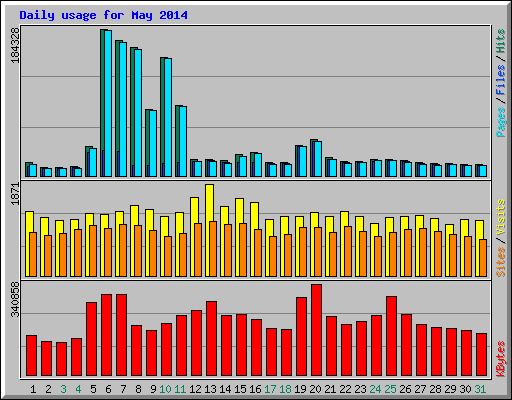 Daily usage for May 2014
184328
Pages / Files / Hits
1871
Sites / Visits
340858
KBytes
1 2 3 4 5 6 7 8 9 10 11 12 13 14 15 16 17 18 19 20 21 22 23 24 25 26 27 28 29 30 31